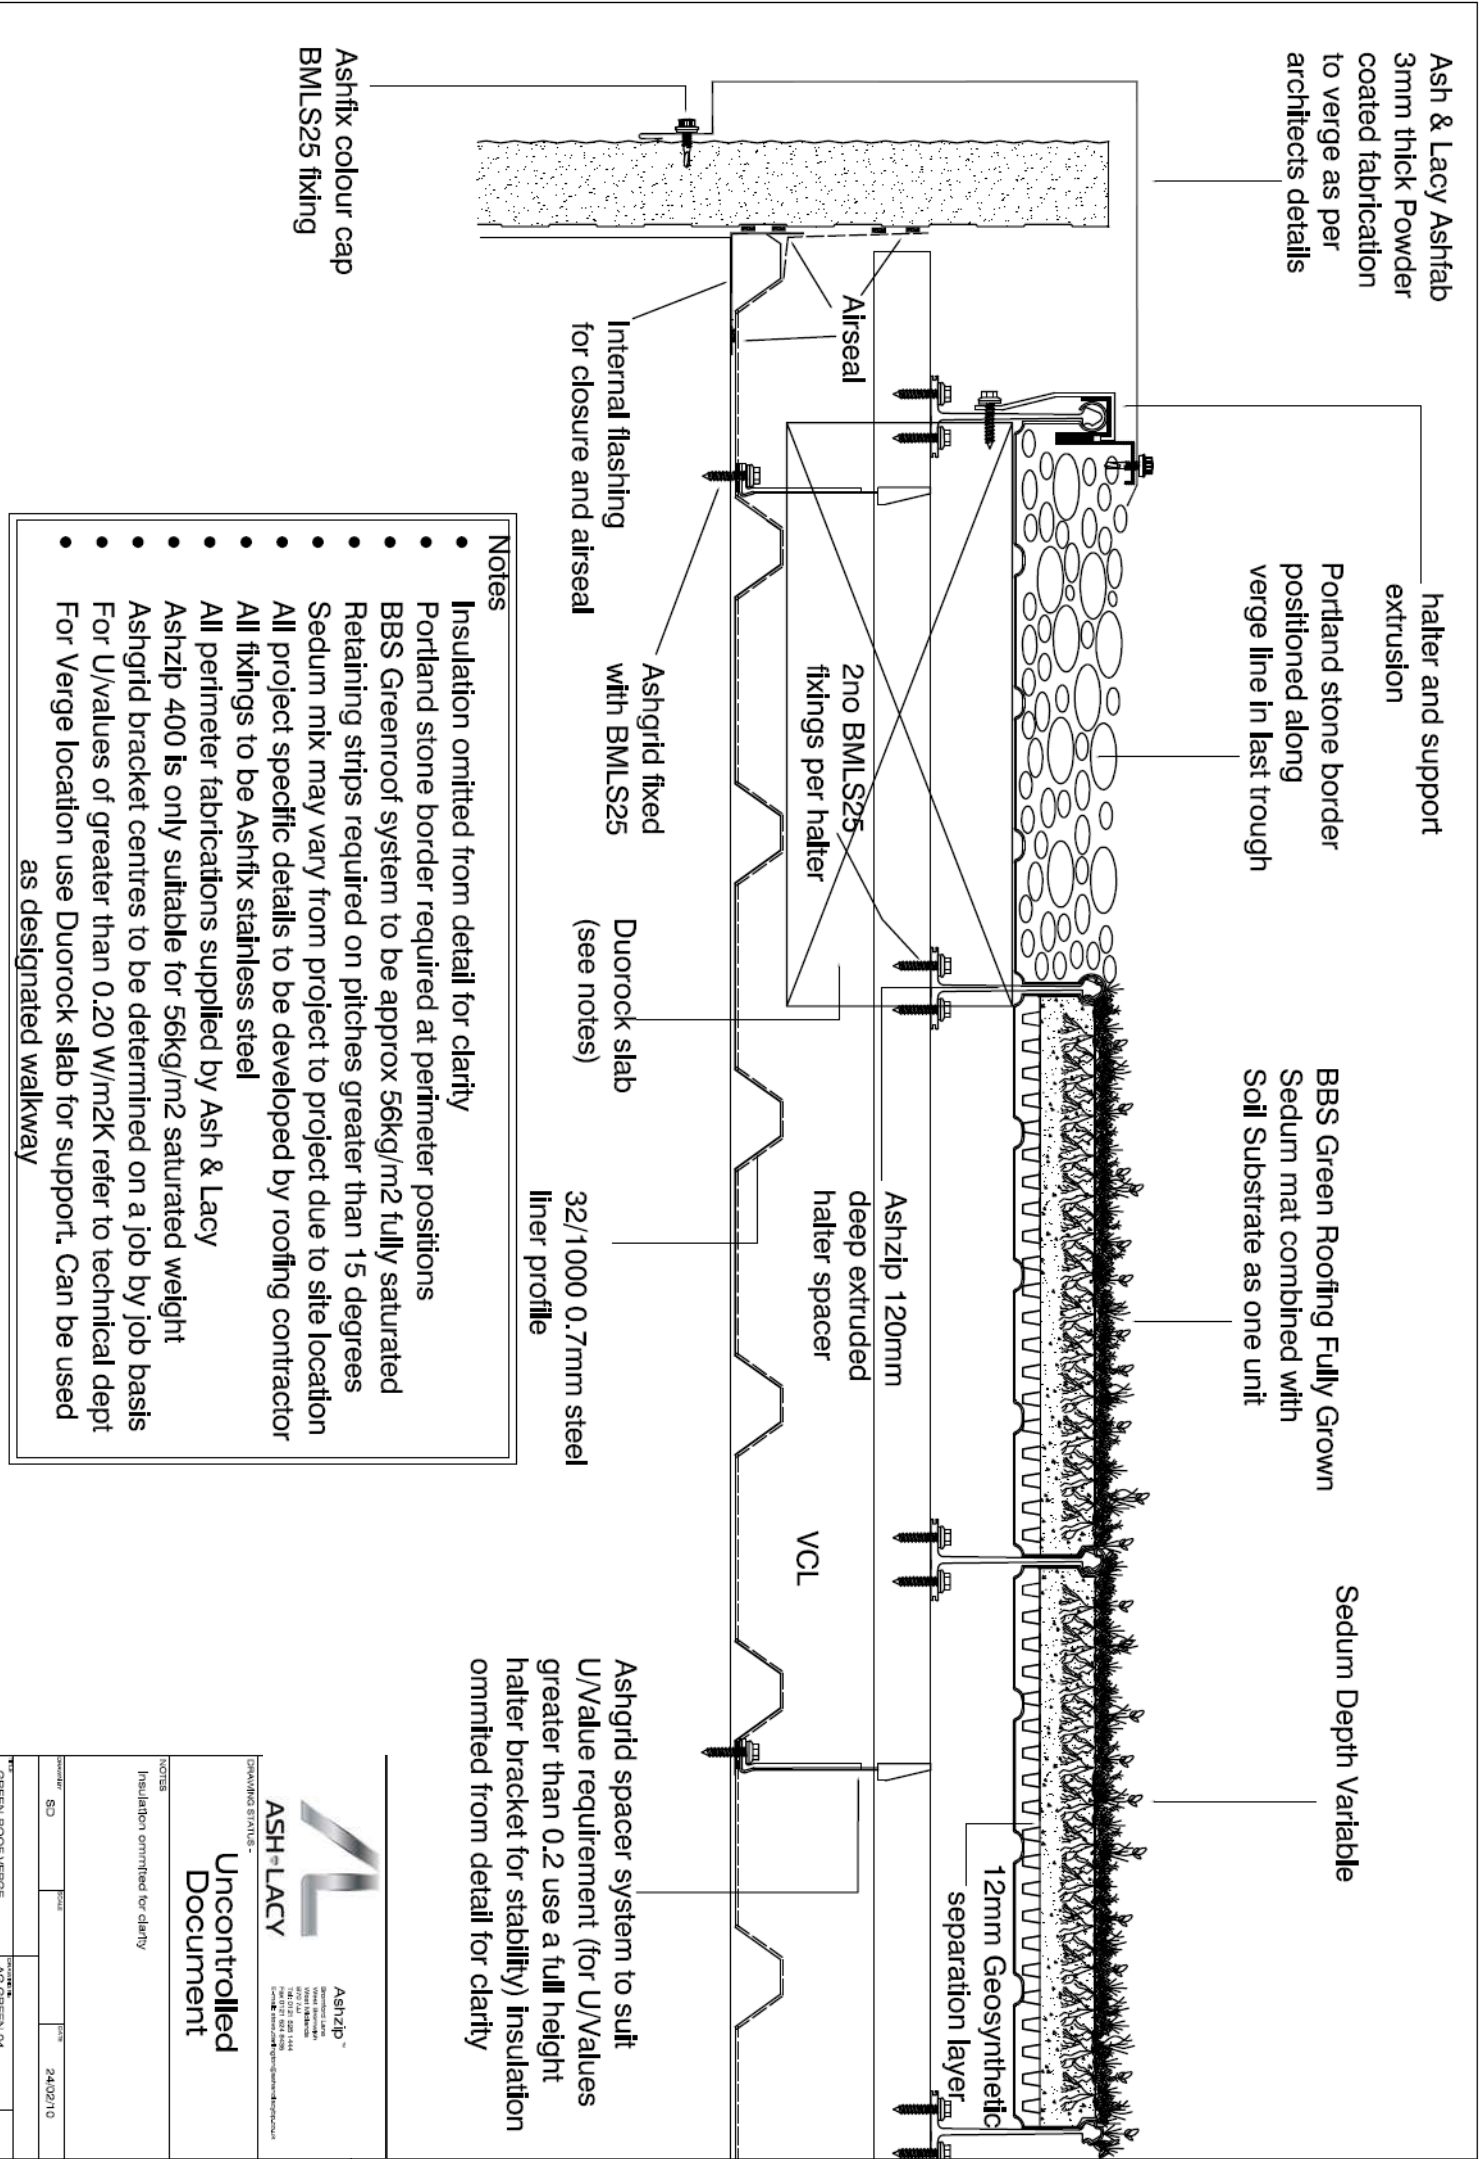 Ash & Lacy Ashfab
3mm thick Powder
coated fabrication
to verge as per
architects details
halter and support
extrusion
Portland stone border
positioned along
verge line in last trough
BBS Green Roofing Fully Grown
Sedum mat combined with
Soil Substrate as one unit
Sedum Depth Variable
12mm Geosynthetic
separation layer
Airseal
Ashfix colour cap
BMLS25 fixing
Internal flashing
for closure and airseal
Ashgrid fixed
with BMLS25
2no BMLS25
fixings per halter
Duorock slab
(see notes)
Ashzip 120mm
deep extruded
halter spacer
32/1000 0.7mm steel
liner profile
VCL
Ashgrid spacer system to suit
U/Value requirement (for U/Values
greater than 0.2 use a full height
halter bracket for stability) insulation
ommited from detail for clarity
Notes
• Insulation omitted from detail for clarity
• Portland stone border required at perimeter positions
• BBS Greenroof system to be approx 56kg/m2 fully saturated
• Retaining strips required on pitches greater than 15 degrees
• Sedum mix may vary from project to project due to site location
• All project specific details to be developed by roofing contractor
• All fixings to be Ashfix stainless steel
• All perimeter fabrications supplied by Ash & Lacy
• Ashzip 400 is only suitable for 56kg/m2 saturated weight
• Ashgrid bracket centres to be determined on a job by job basis
• For U/values of greater than 0.20 W/m2K refer to technical dept
• For Verge location use Duorock slab for support. Can be used
as designated walkway
ASH+LACY
Ashzip™
Bromford Lane
West Bromwich
West Midlands
B70 7JJ
DRAWING STATUS-
Uncontrolled
Document
NOTES
Insulation ommited for clarity
SD
SCALE
DATE
24/02/10